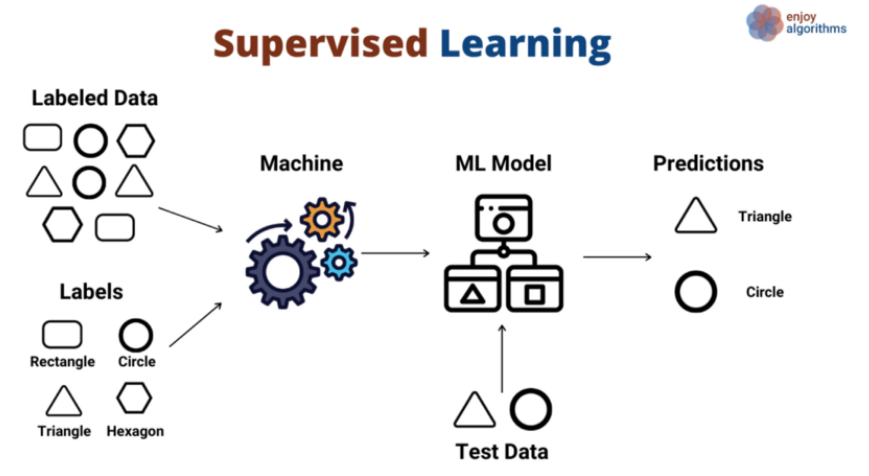 enjoy
algorithms
Supervised Learning
Labeled Data
Machine
ML Model
Predictions
Triangle
Circle
Labels
Rectangle Circle
Triangle Hexagon
Test Data